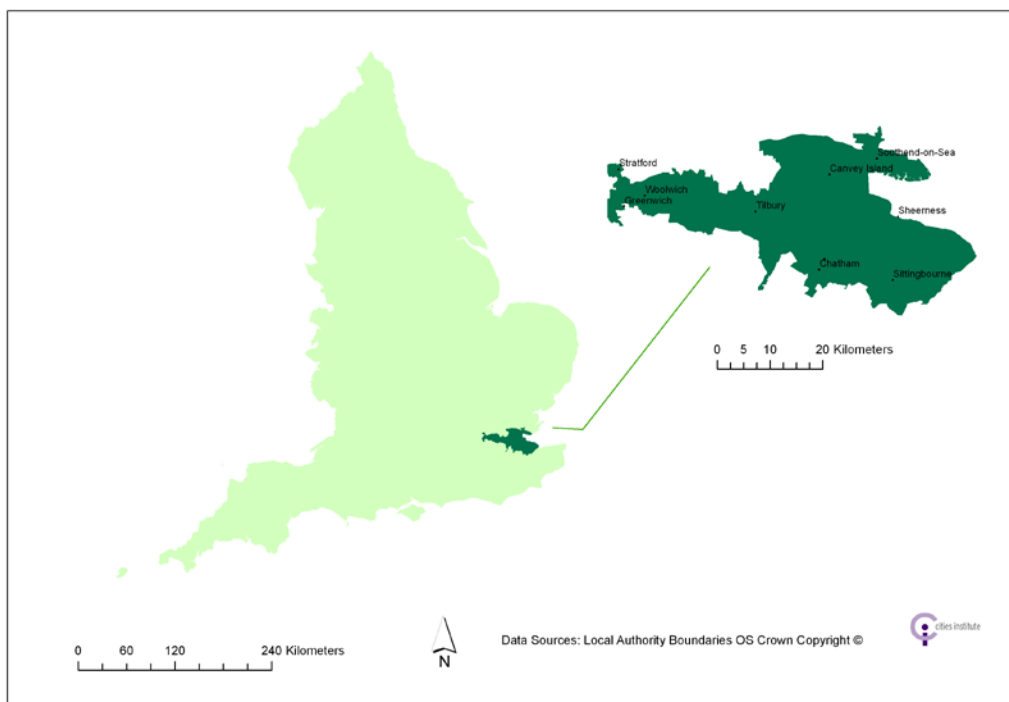 Stratford
Southend-on-Sea
Canvey Island
Woolwich
Greenwich
Tilbury
Sheerness
Chatham
Sittingbourne
0 5 10 20 Kilometers
0 60 120 240 Kilometers
N
Data Sources: Local Authority Boundaries OS Crown Copyright ©
ci cities institute